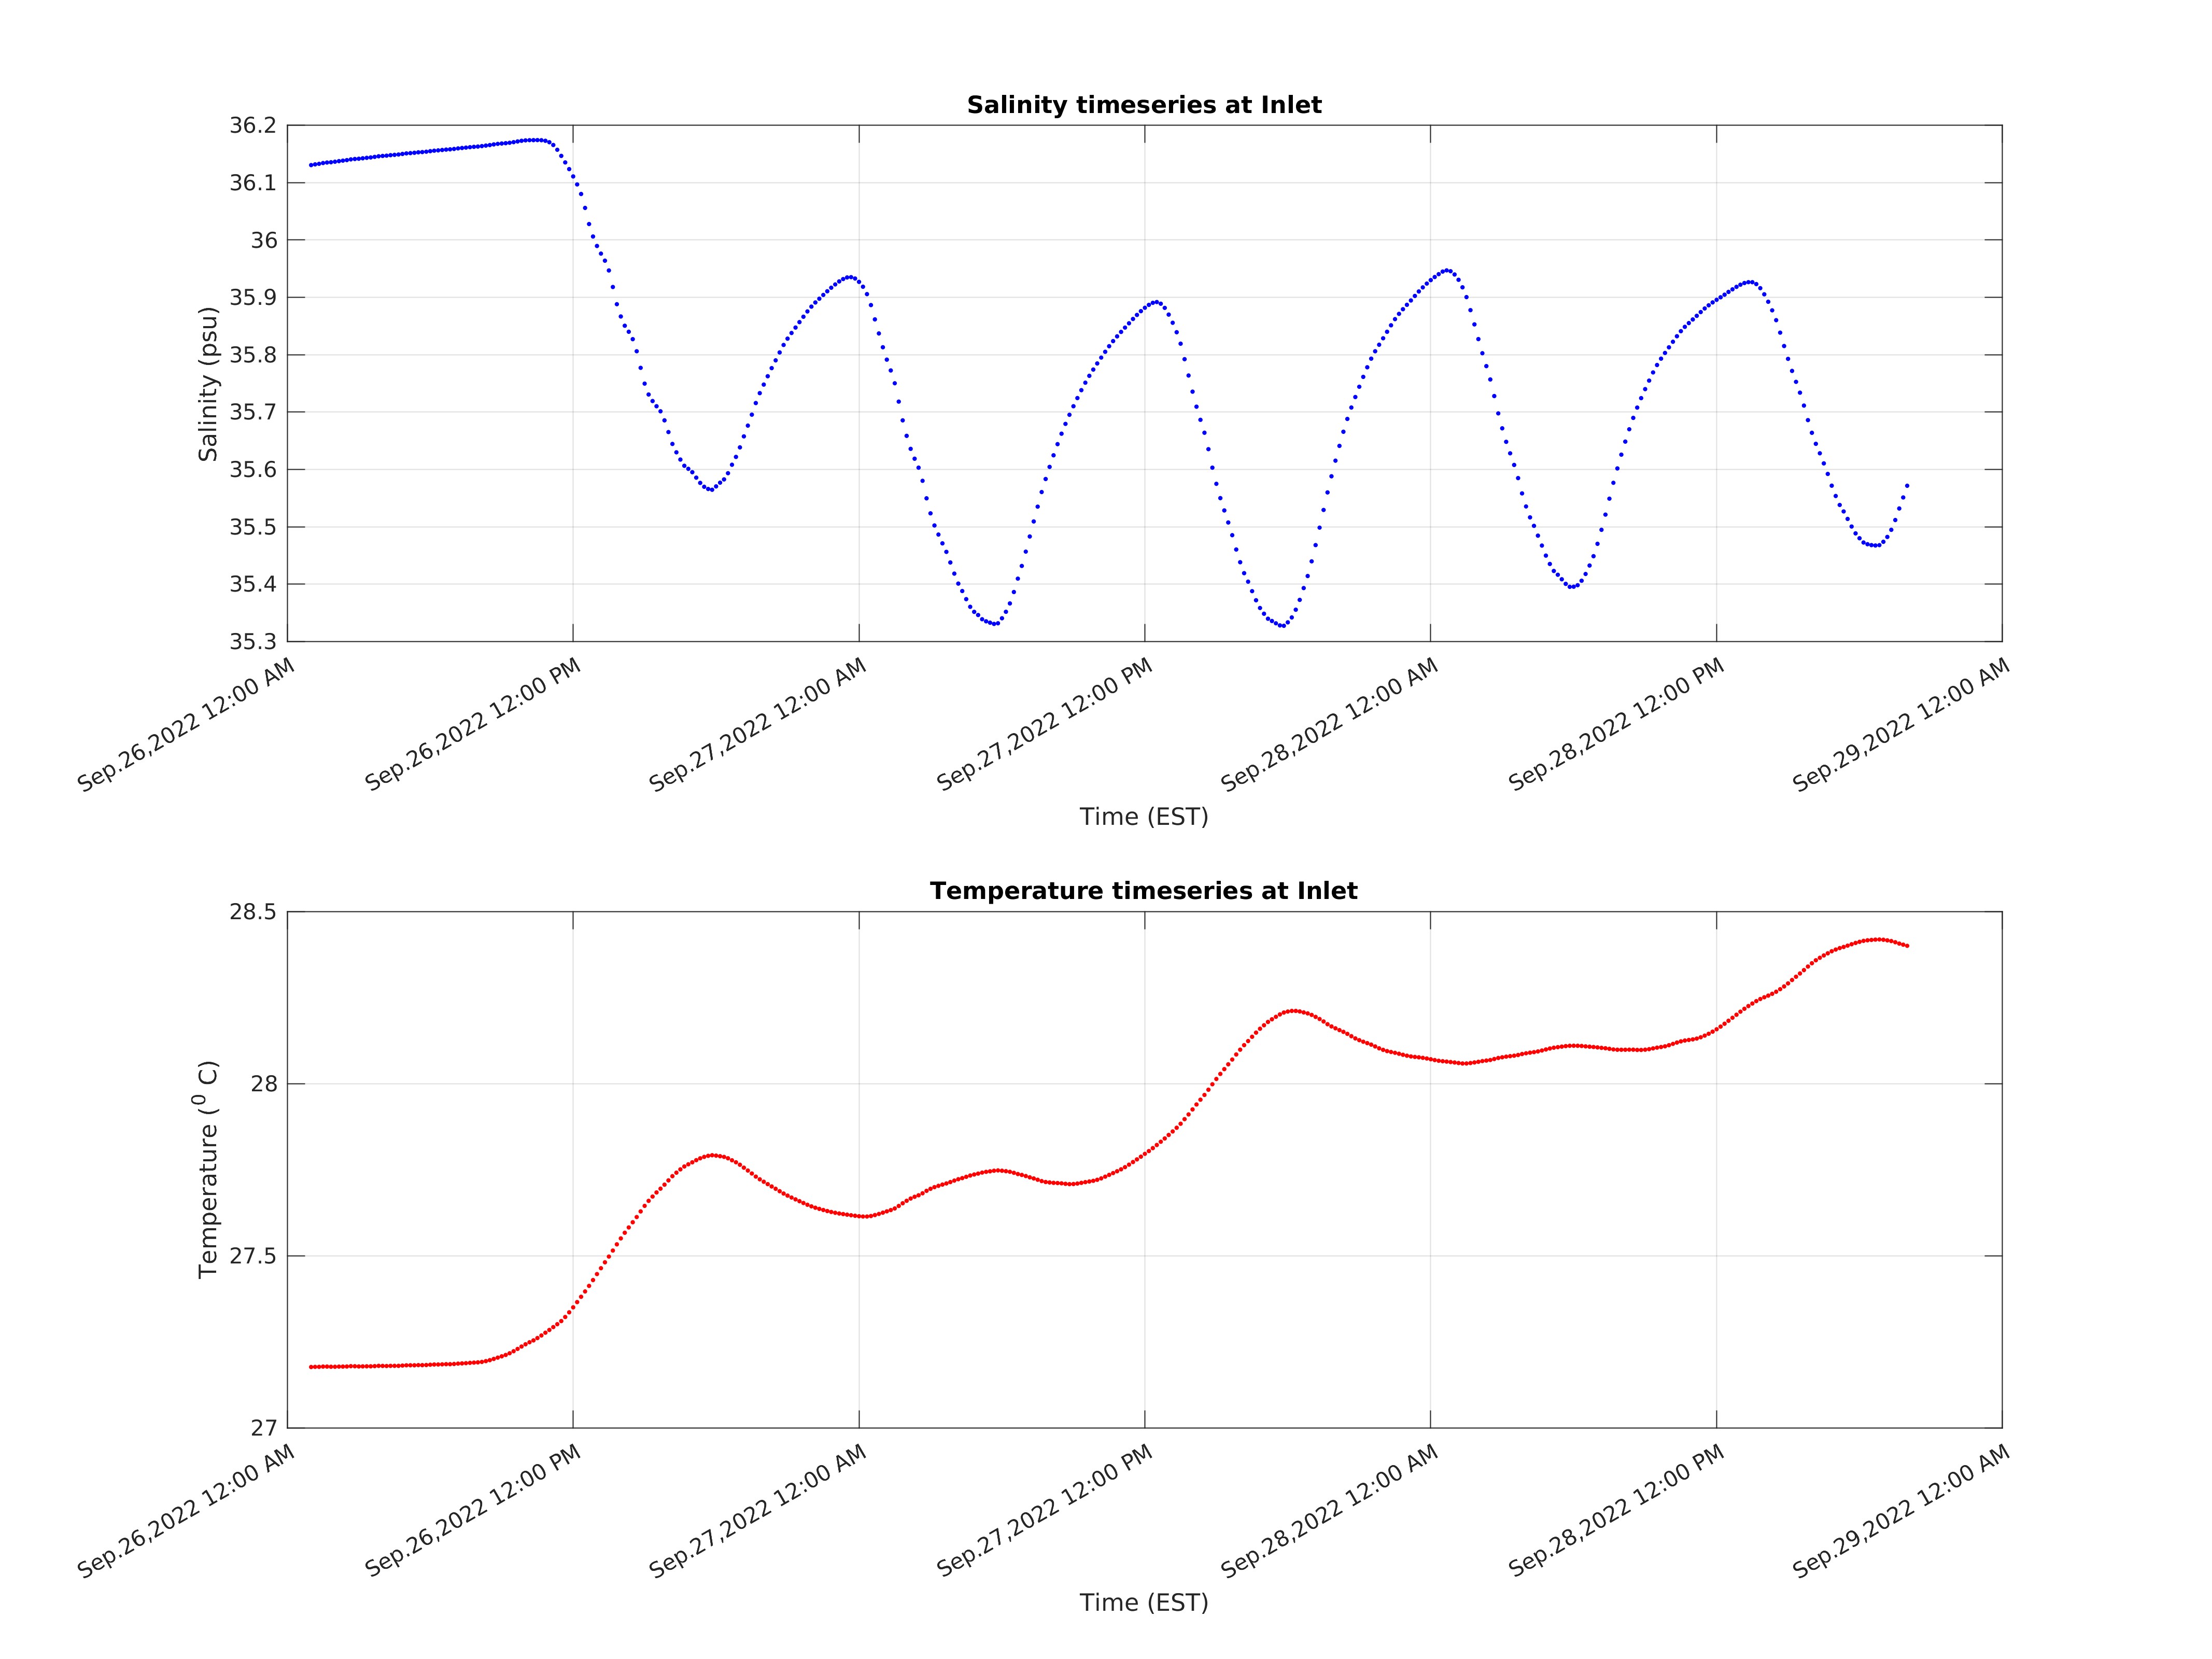 Salinity timeseries at Inlet
Salinity (psu)
36.2
36.1
36
35.9
35.8
35.7
35.6
35.5
35.4
35.3
Sep.26,2022 12:00 AM
Sep.26,2022 12:00 PM
Sep.27,2022 12:00 AM
Sep.27,2022 12:00 PM
Sep.28,2022 12:00 AM
Sep.28,2022 12:00 PM
Sep.29,2022 12:00 AM
Time (EST)
Temperature timeseries at Inlet
Temperature (⁰ C)
28.5
28
27.5
27
Sep.26,2022 12:00 AM
Sep.26,2022 12:00 PM
Sep.27,2022 12:00 AM
Sep.27,2022 12:00 PM
Sep.28,2022 12:00 AM
Sep.28,2022 12:00 PM
Sep.29,2022 12:00 AM
Time (EST)